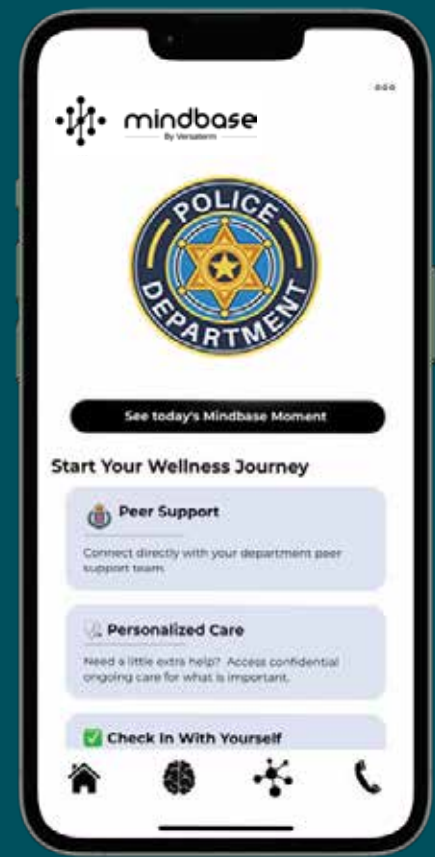 mindbase
By Versaterm
POLICE
DEPARTMENT
See today's Mindbase Moment
Start Your Wellness Journey
Peer Support
Connect directly with your department peer
support team.
Personalized Care
Need a little extra help? Access confidential
ongoing care for what is important.
Check In With Yourself